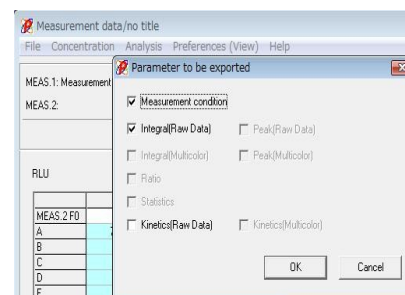 Measurement data/no title
File Concentration Analysis Preferences (View) Help
Parameter to be exported
MEAS.1: Measurement
MEAS.2:
Measurement condition
Integral(Raw Data) Peak(Raw Data)
Integral(Multicolor) Peak(Multicolor)
Ratio
RLU
Statistics
MEAS.2 F0
Kinetics(Raw Data) Kinetics(Multicolor)
A
B
C
OK Cancel
D